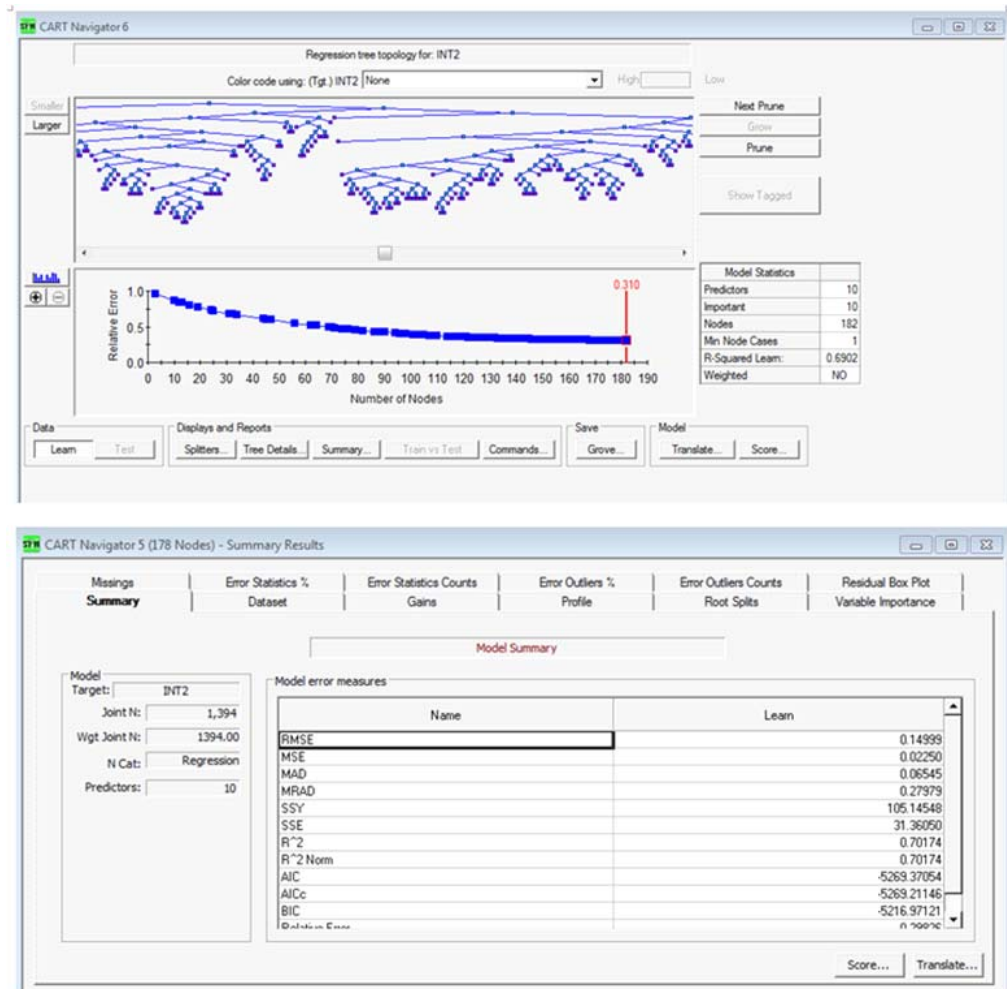 SPM CART Navigator 6
Regression tree topology for: INT2
Color code using: (Tgt.) INT2 None High Low
Smaller
Larger
Next Prune
Grow
Prune
Show Tagged
0.310
1.0
0.5
0.0
Relative Error
0 10 20 30 40 50 60 70 80 90 100 110 120 130 140 150 160 170 180 190
Number of Nodes
Model Statistics
Predictors 10
Important 10
Nodes 182
Min Node Cases 1
R-Squared Learn: 0.6902
Weighted NO
Data Displays and Reports Save Model
Learn Test Splitters... Tree Details... Summary... Train vs Test Commands... Grove... Translate... Score...
SPM CART Navigator 5 (178 Nodes) - Summary Results
Missings Error Statistics % Error Statistics Counts Error Outliers % Error Outliers Counts Residual Box Plot
Summary Dataset Gains Profile Root Splits Variable Importance
Model Summary
Model
Target: INT2
Joint N: 1,394
Wgt Joint N: 1394.00
N Cat: Regression
Predictors: 10
Model error measures
Name Learn
RMSE 0.14999
MSE 0.02250
MAD 0.06545
MRAD 0.27979
SSY 105.14548
SSE 31.36050
R^2 0.70174
R^2 Norm 0.70174
AIC -5269.37054
AICc -5269.21146
BIC -5216.97121
Relative Error 0.29826
Score... Translate...